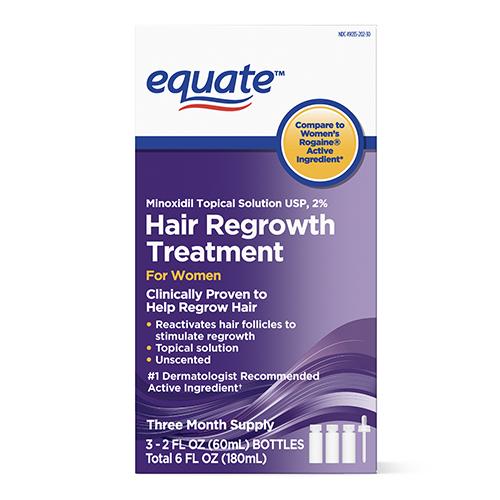 NDC 49035-202-30
equate™
Compare to
Women's
Rogaine®
Active
Ingredient*
Minoxidil Topical Solution USP, 2%
Hair Regrowth
Treatment
For Women
Clinically Proven to
Help Regrow Hair
• Reactivates hair follicles to
stimulate regrowth
• Topical solution
• Unscented
#1 Dermatologist Recommended
Active Ingredient†
Three Month Supply
3 - 2 FL OZ (60mL) BOTTLES
Total 6 FL OZ (180mL)